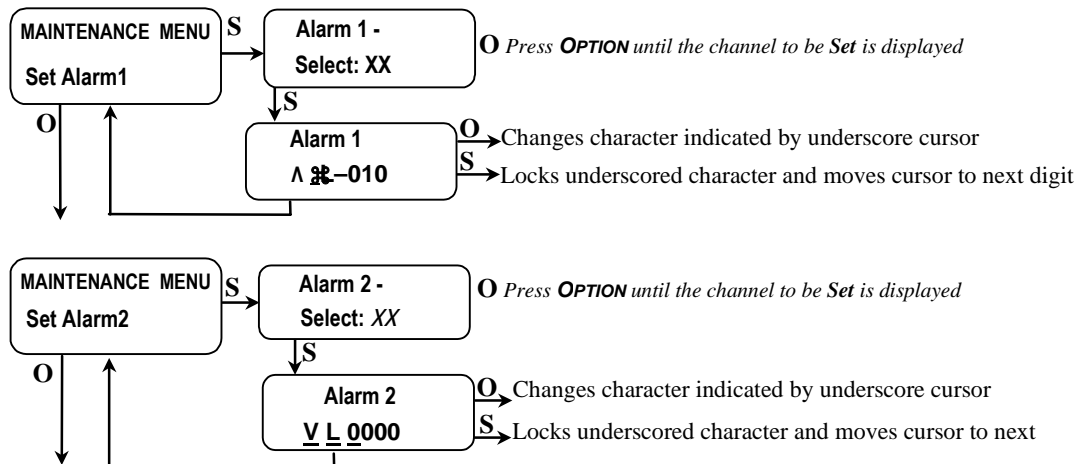 MAINTENANCE MENU
Set Alarm1
S
Alarm 1 -
Select: XX
O Press OPTION until the channel to be Set is displayed
S
O
Alarm 1
∧ ⌘–010
O Changes character indicated by underscore cursor
S Locks underscored character and moves cursor to next digit
MAINTENANCE MENU
Set Alarm2
S
Alarm 2 -
Select: XX
O Press OPTION until the channel to be Set is displayed
S
O
Alarm 2
V L 0000
O Changes character indicated by underscore cursor
S Locks underscored character and moves cursor to next